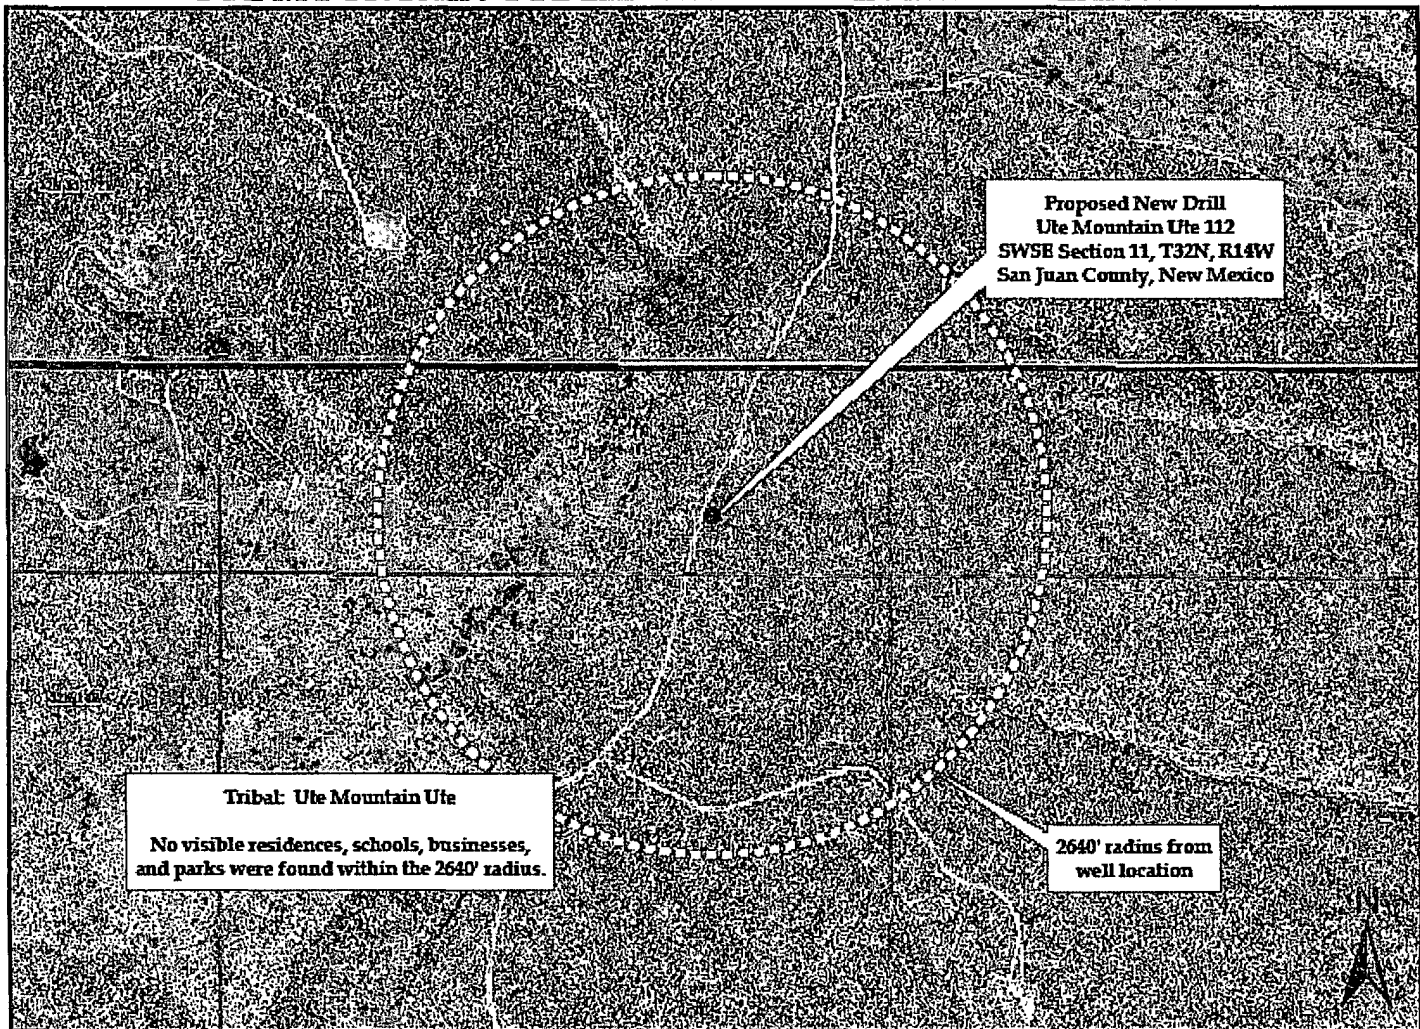 Proposed New Drill
Ute Mountain Ute 112
SWSE Section 11, T32N, R14W
San Juan County, New Mexico
Tribal: Ute Mountain Ute
No visible residences, schools, businesses,
and parks were found within the 2640' radius.
2640' radius from
well location
N